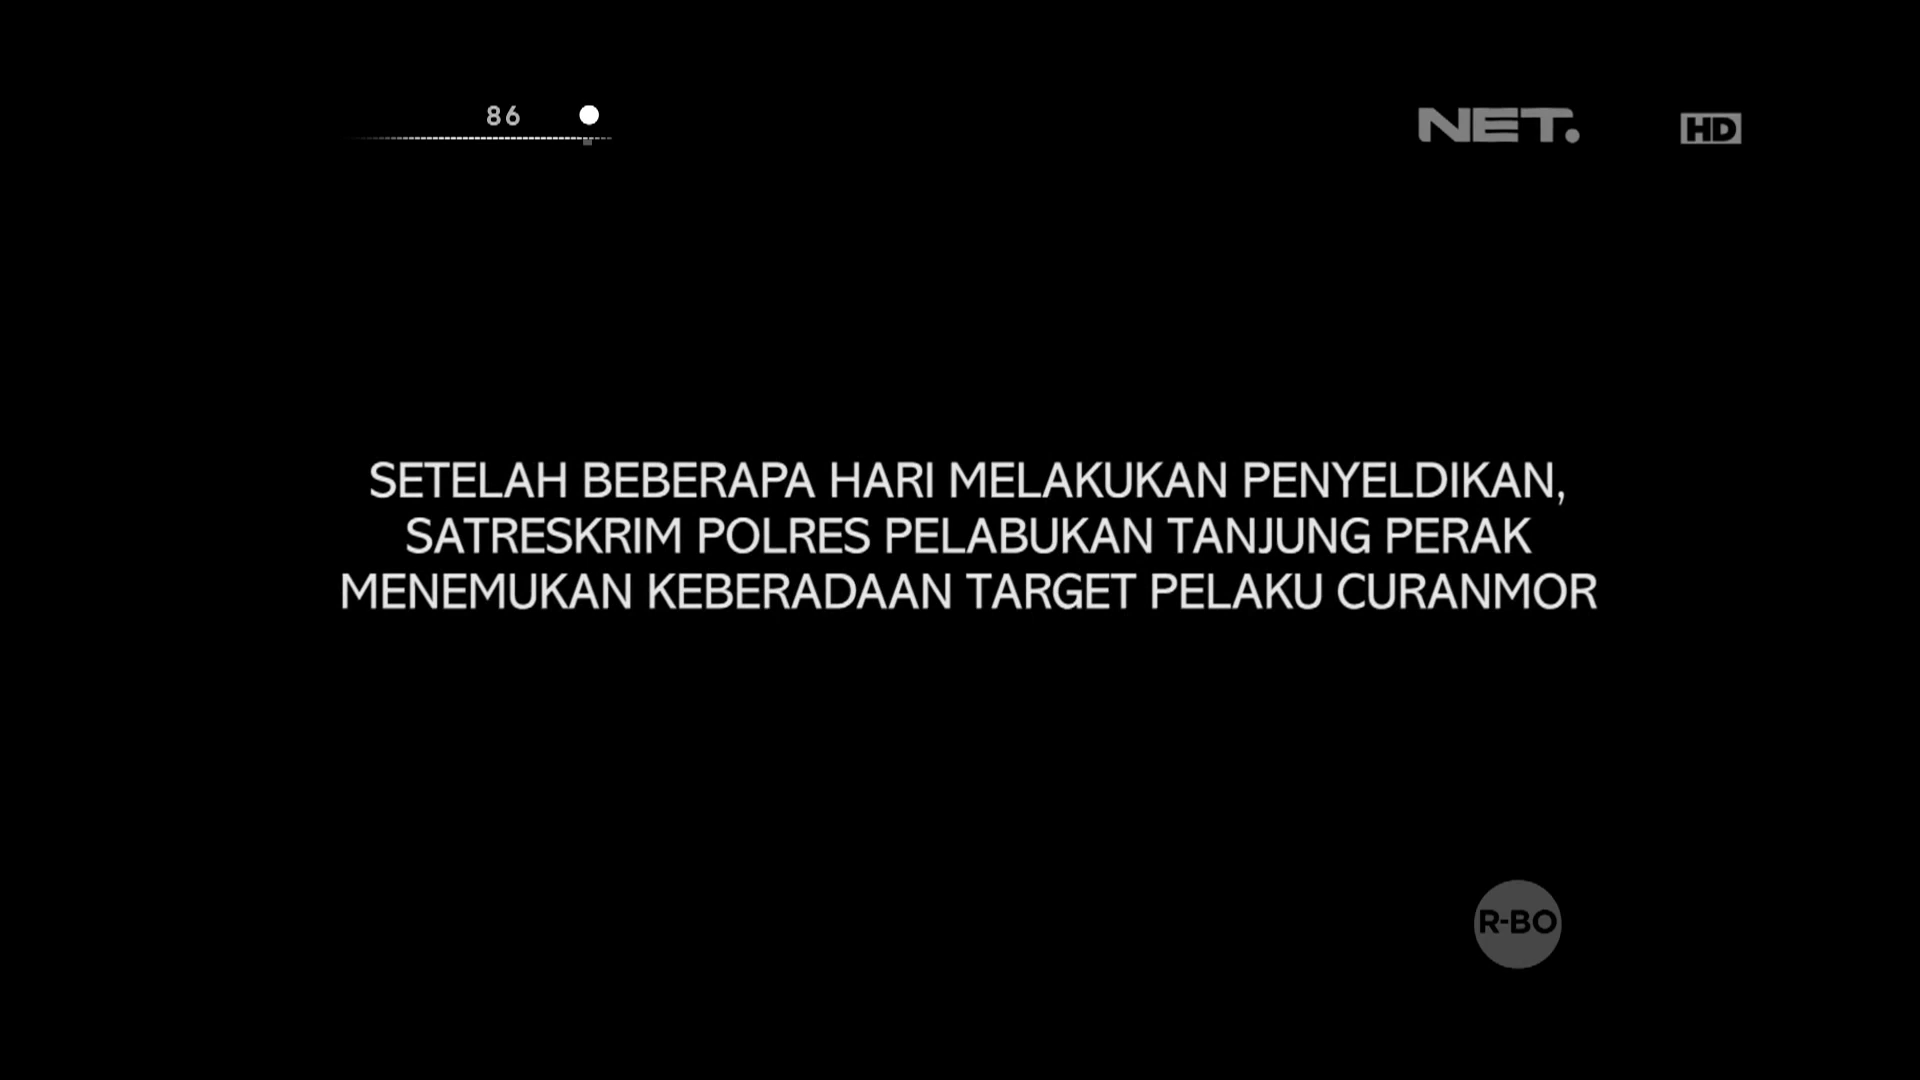 86
NET.
HD
SETELAH BEBERAPA HARI MELAKUKAN PENYELDIKAN,
SATRESKRIM POLRES PELABUKAN TANJUNG PERAK
MENEMUKAN KEBERADAAN TARGET PELAKU CURANMOR
R-BO